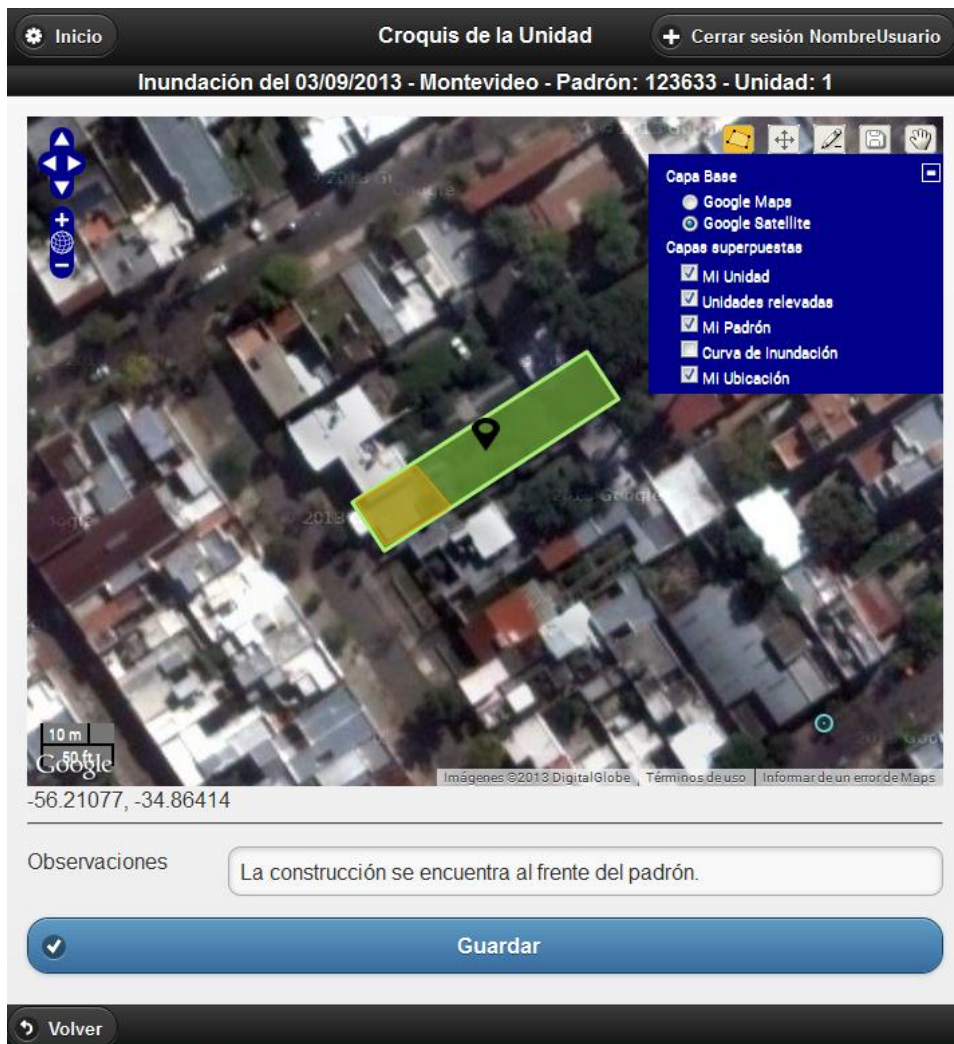 Inicio
Croquis de la Unidad
Cerrar sesión NombreUsuario
Inundación del 03/09/2013 - Montevideo - Padrón: 123633 - Unidad: 1
Capa Base
Google Maps
Google Satellite
Capas superpuestas
Mi Unidad
Unidades relevadas
Mi Padrón
Curva de Inundación
Mi Ubicación
10 m
50 ft
Google
Imágenes ©2013 DigitalGlobe
Términos de uso
Informar de un error de Maps
-56.21077, -34.86414
Observaciones
La construcción se encuentra al frente del padrón.
Guardar
Volver